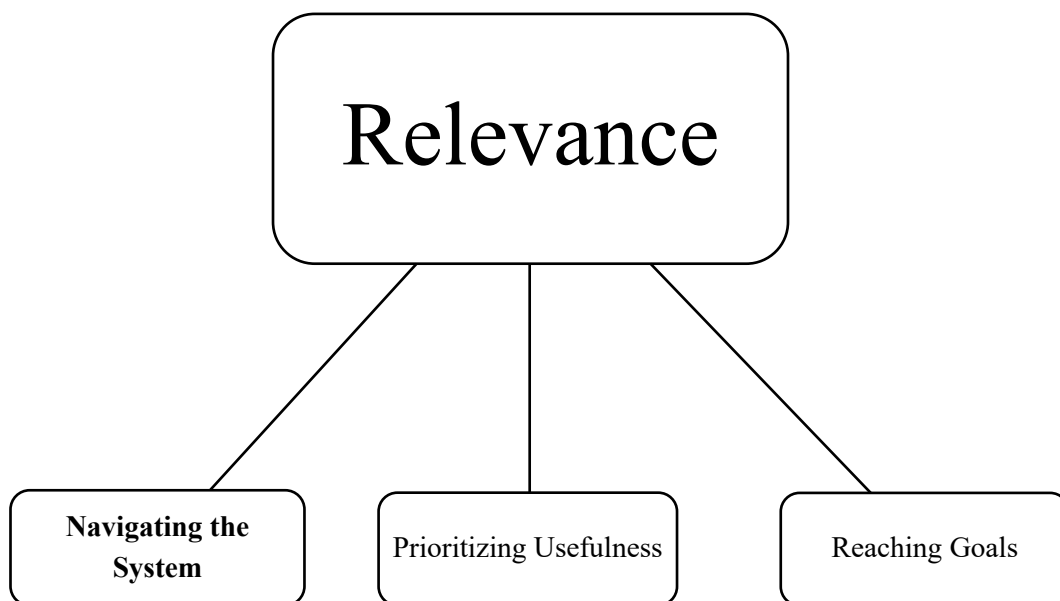 Relevance
Navigating the
System
Prioritizing Usefulness
Reaching Goals